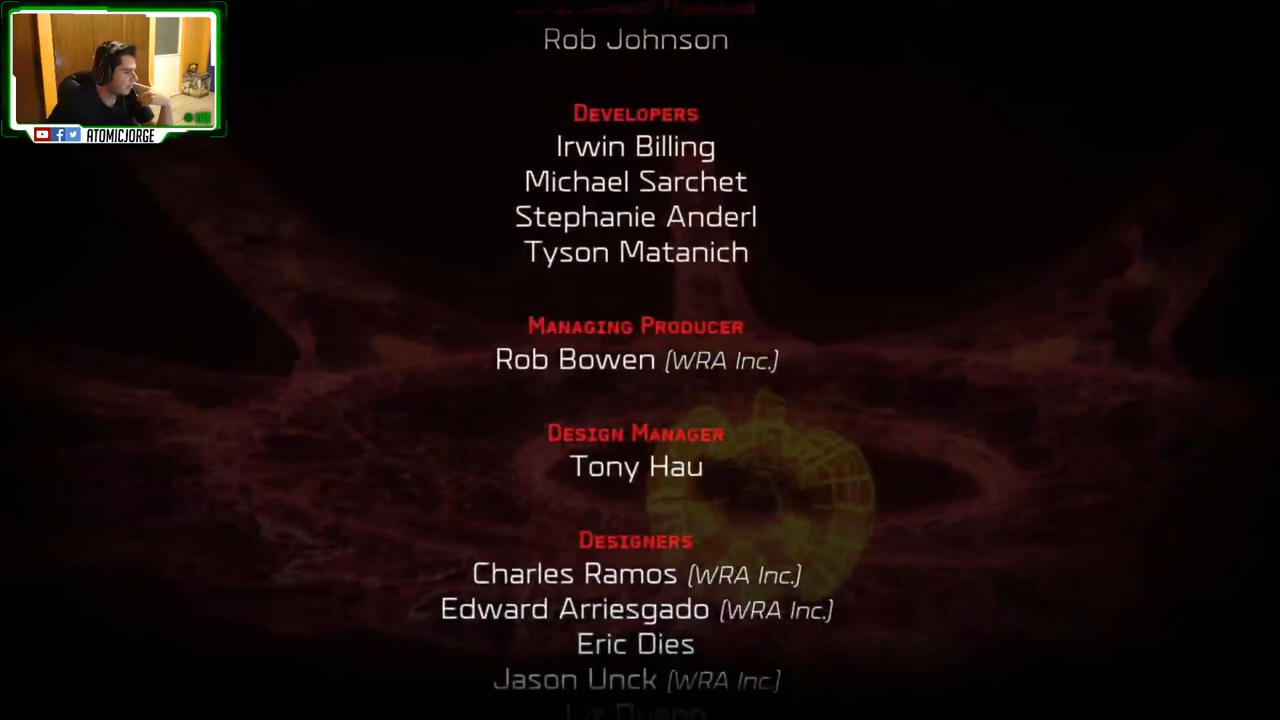 Rob Johnson
Developers
Irwin Billing
Michael Sarchet
Stephanie Anderl
Tyson Matanich
Managing Producer
Rob Bowen (WRA Inc.)
Design Manager
Tony Hau
Designers
Charles Ramos (WRA Inc.)
Edward Arriesgado (WRA Inc.)
Eric Dies
Jason Unck (WRA Inc.)
ATOMICJORGE